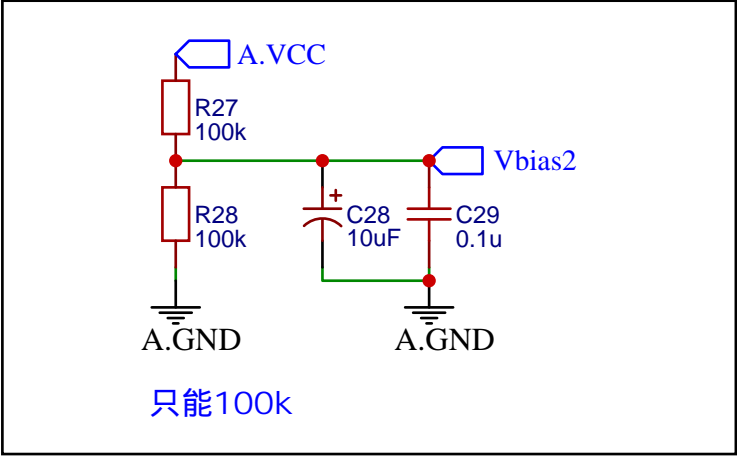 A.VCC
R27
100k
Vbias2
R28
100k
C28
10uF
C29
0.1u
A.GND
A.GND
只能100k